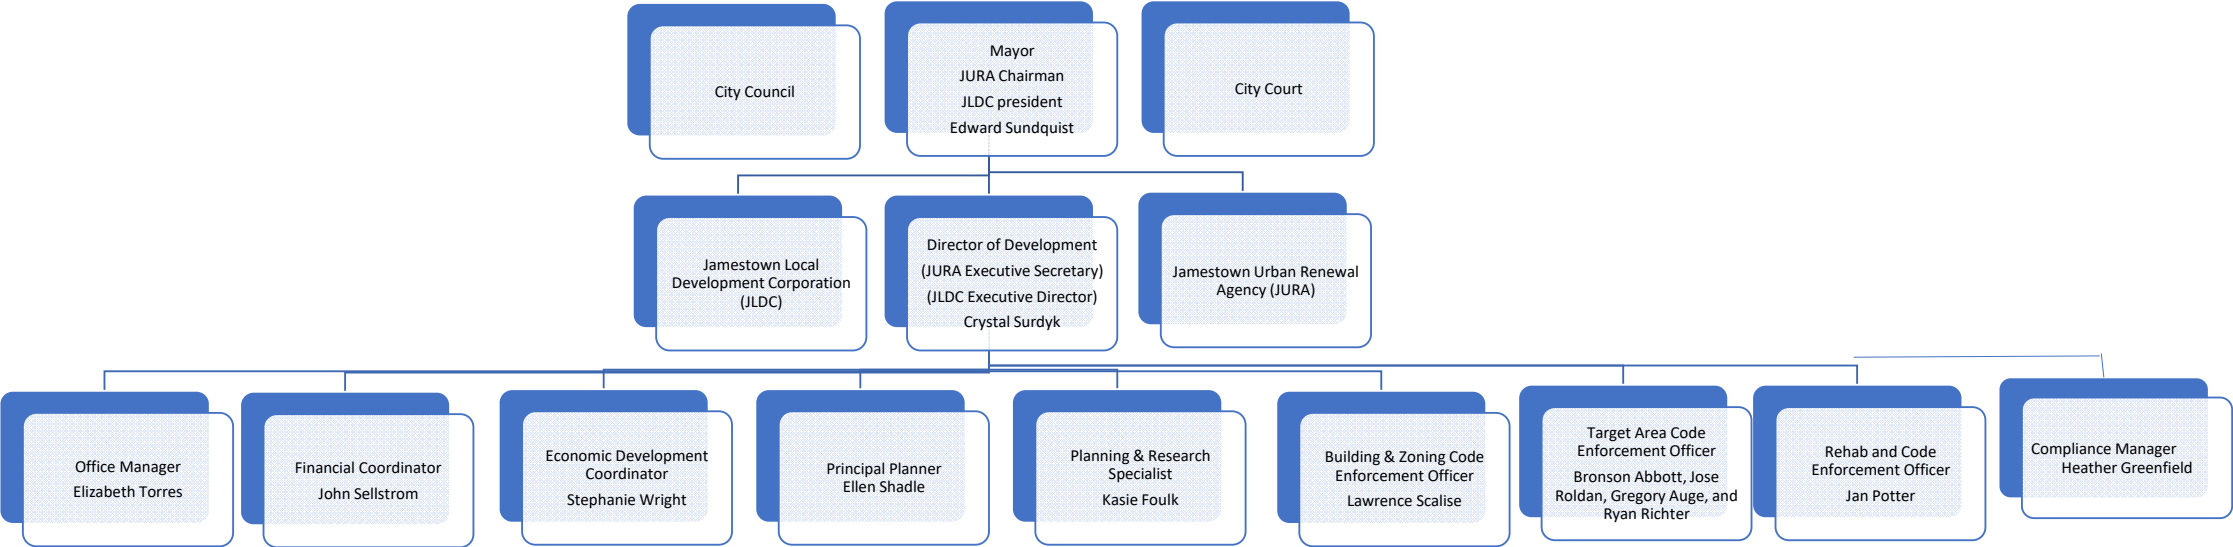 City Council
Mayor
JURA Chairman
JLDC president
Edward Sundquist
City Court
Jamestown Local
Development Corporation
(JLDC)
Director of Development
(JURA Executive Secretary)
(JLDC Executive Director)
Crystal Surdyk
Jamestown Urban Renewal
Agency (JURA)
Office Manager
Elizabeth Torres
Financial Coordinator
John Sellstrom
Economic Development
Coordinator
Stephanie Wright
Principal Planner
Ellen Shadle
Planning & Research
Specialist
Kasie Foulk
Building & Zoning Code
Enforcement Officer
Lawrence Scalise
Target Area Code
Enforcement Officer
Bronson Abbott, Jose
Roldan, Gregory Auge, and
Ryan Richter
Rehab and Code
Enforcement Officer
Jan Potter
Compliance Manager
Heather Greenfield